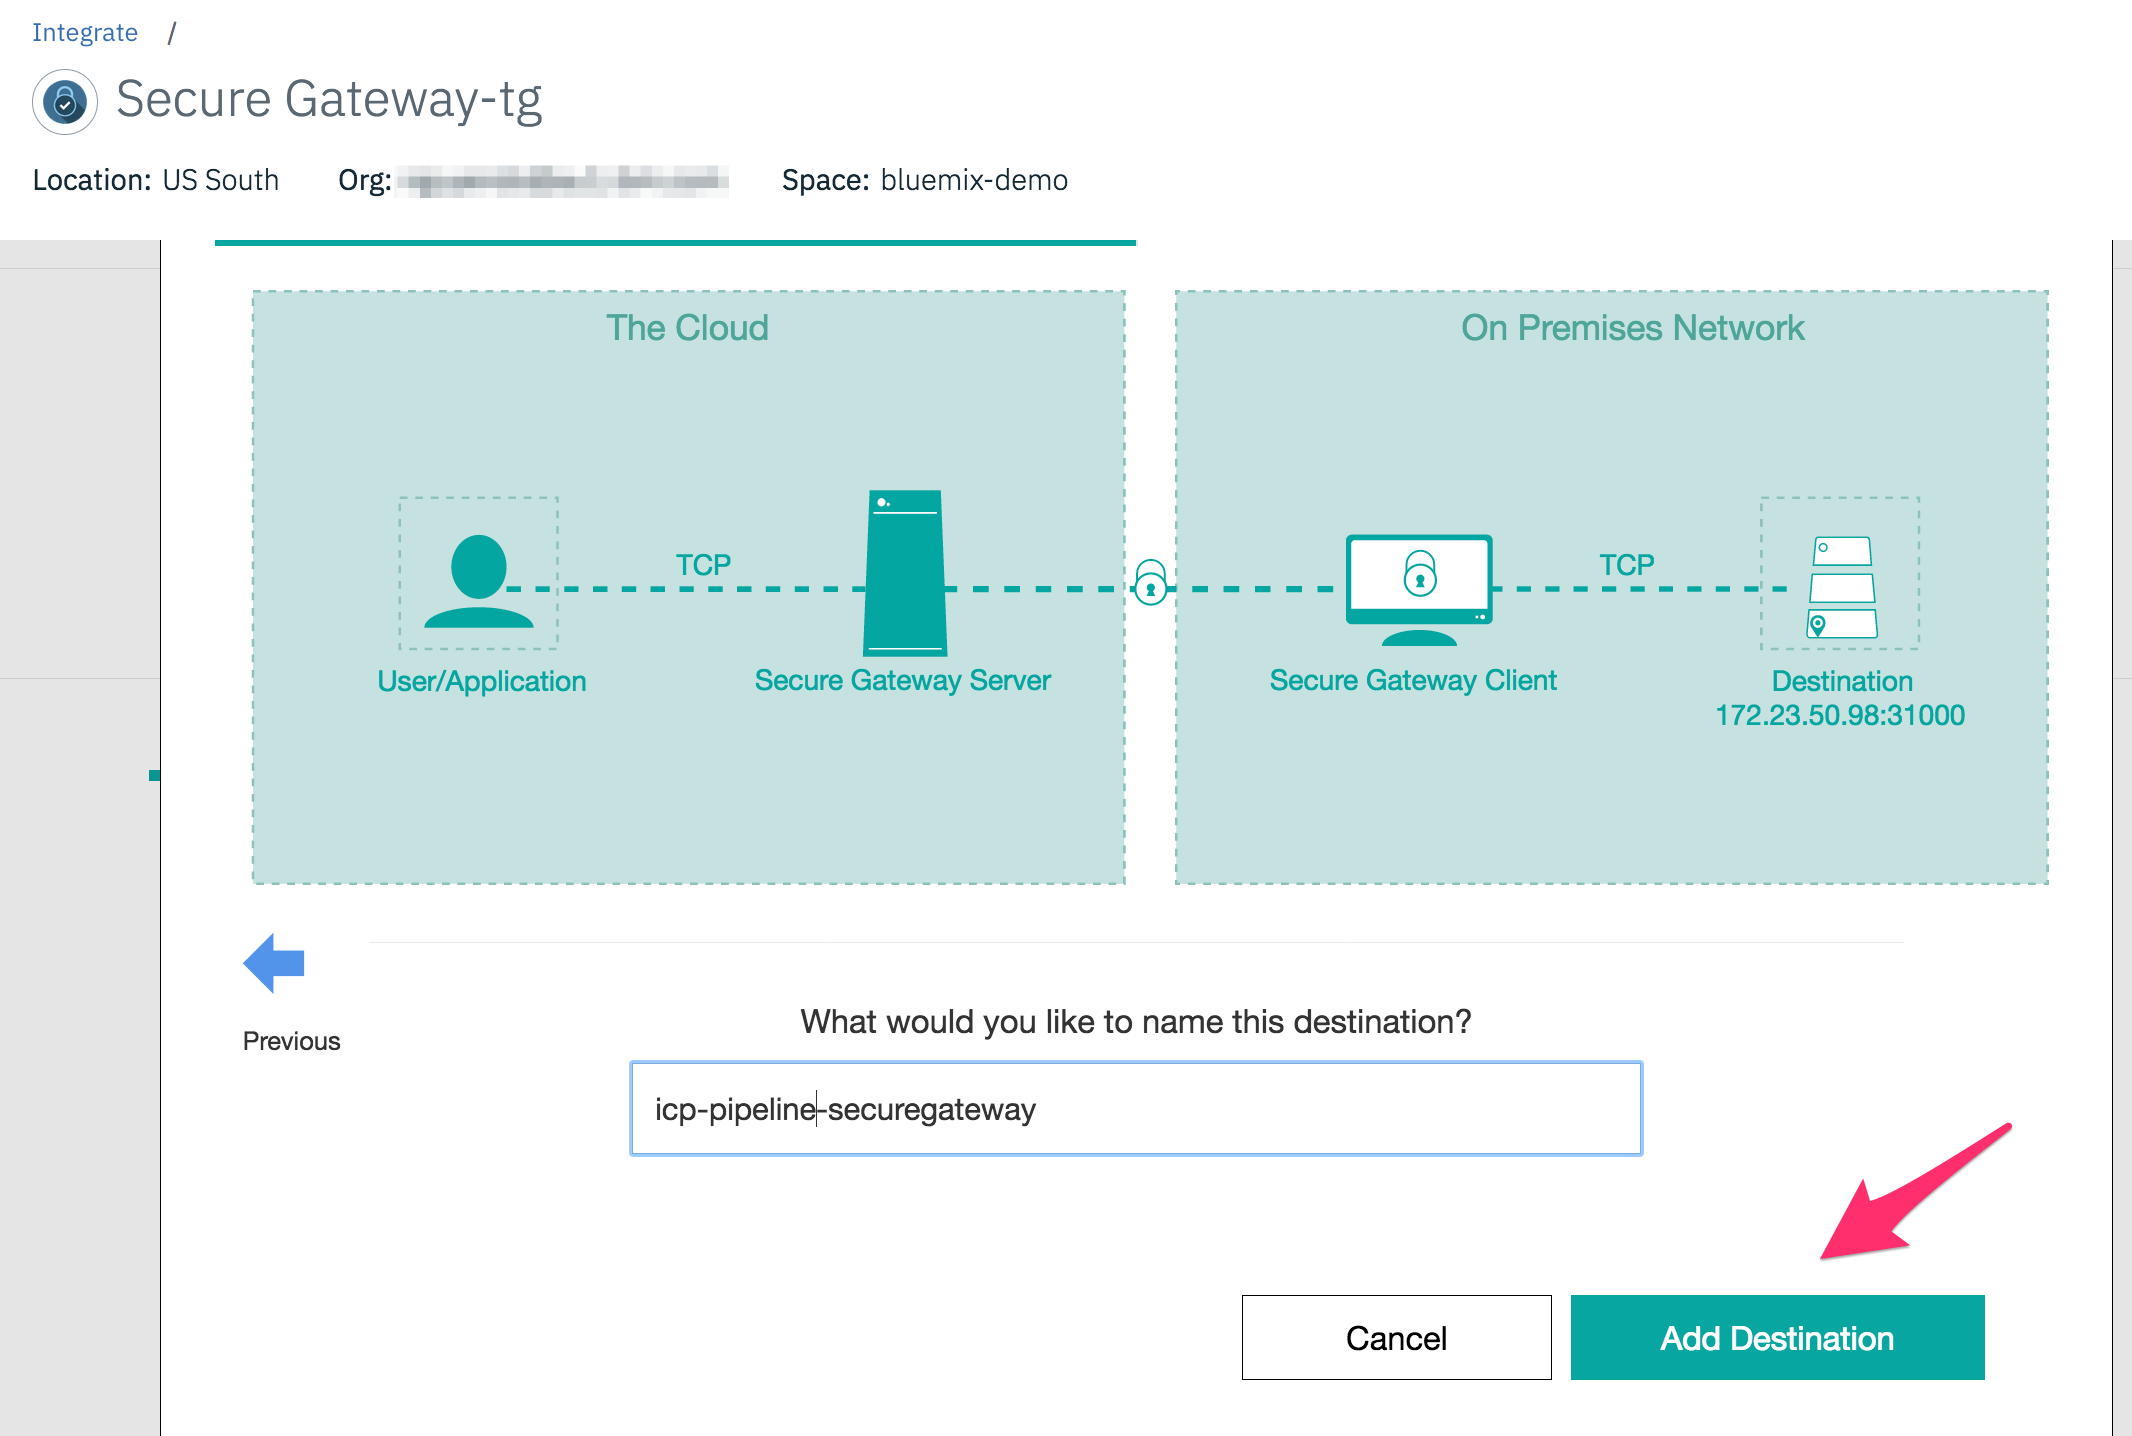 Integrate /
Secure Gateway-tg
Location: US South Org: Space: bluemix-demo
The Cloud
On Premises Network
TCP
TCP
User/Application
Secure Gateway Server
Secure Gateway Client
Destination
172.23.50.98:31000
Previous
What would you like to name this destination?
icp-pipeline-securegateway
Cancel
Add Destination